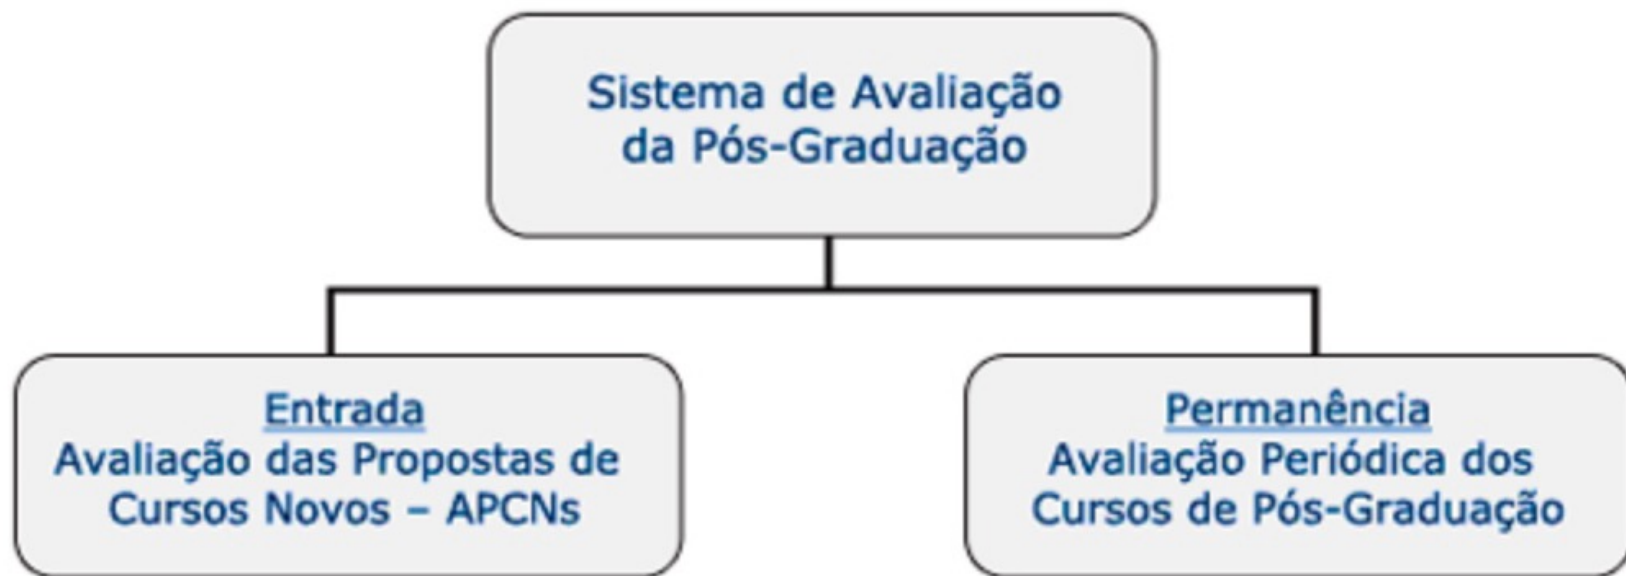 Sistema de Avaliação
da Pós-Graduação
Entrada
Avaliação das Propostas de
Cursos Novos – APCNs
Permanência
Avaliação Periódica dos
Cursos de Pós-Graduação